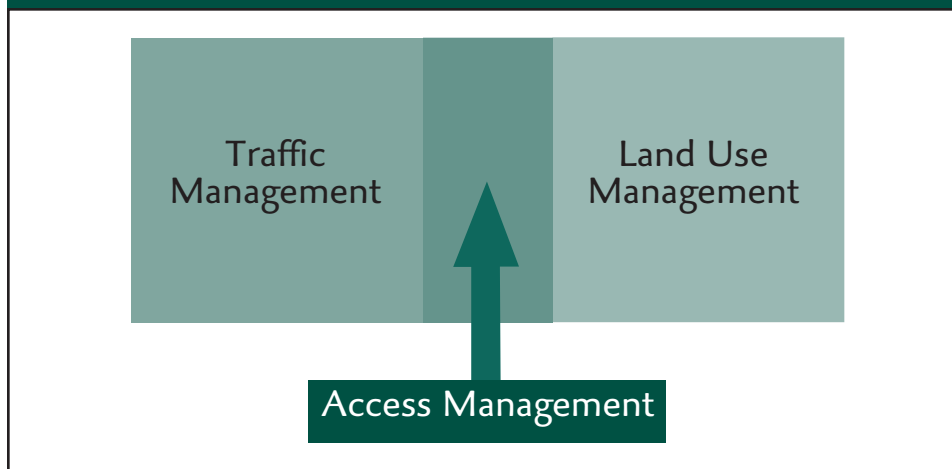 Traffic
Management
Land Use
Management
Access Management